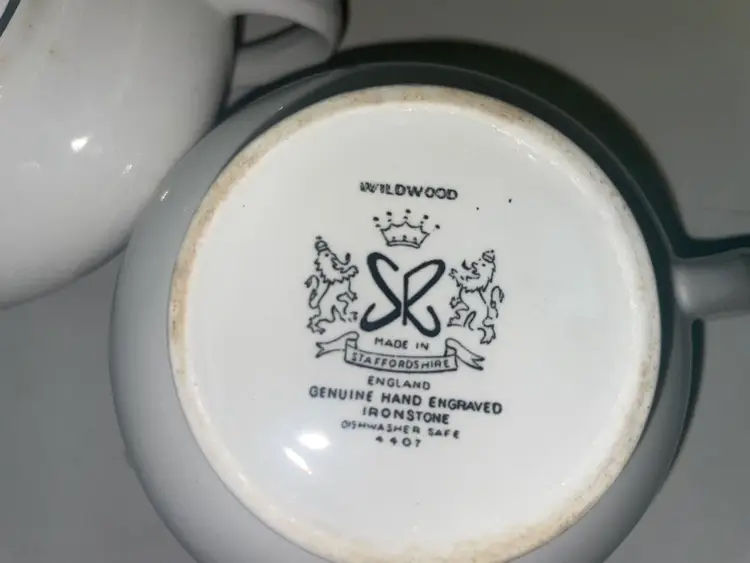 WILDWOOD
SR
MADE IN
STAFFORDSHIRE
ENGLAND
GENUINE HAND ENGRAVED
IRONSTONE
DISHWASHER SAFE
4407